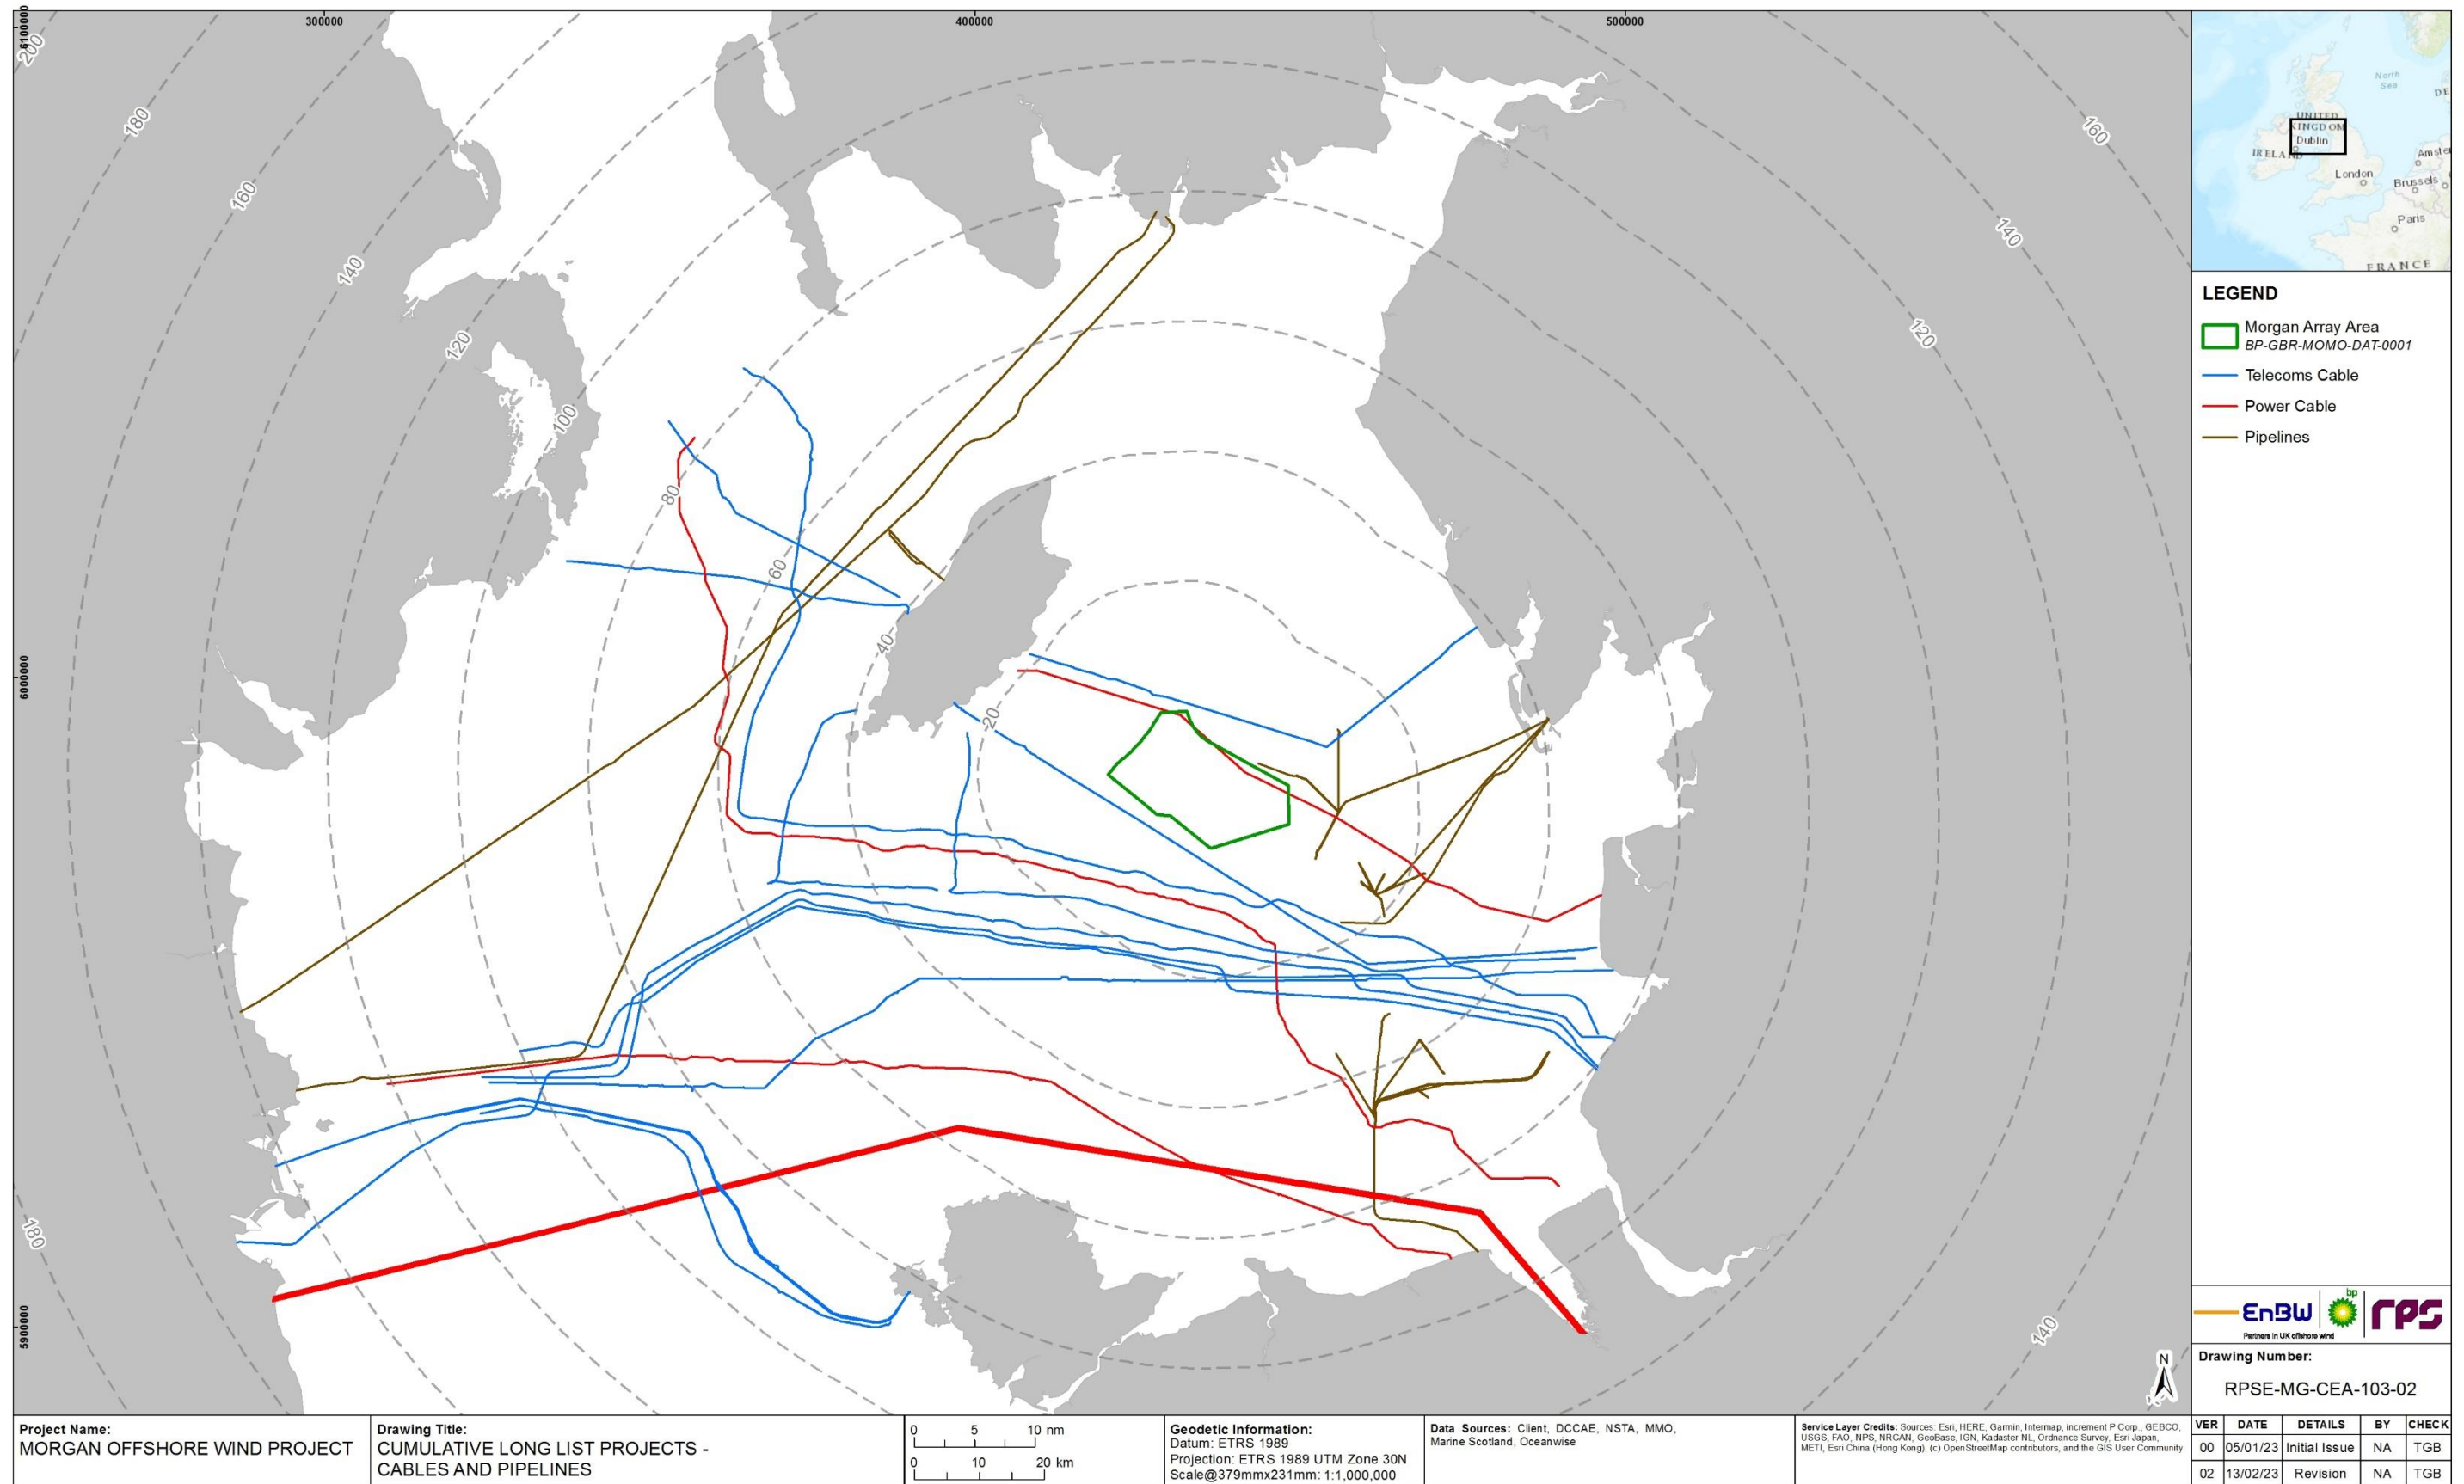 300000
400000
500000
6100000
6000000
5900000
200
180
160
140
120
100
80
60
40
20
160
140
120
180
140
North
Sea
DE
UNITED
KINGDOM
Dublin
IRELAND
Amste
London
Brussels
Paris
FRANCE
LEGEND
Morgan Array Area
BP-GBR-MOMO-DAT-0001
Telecoms Cable
Power Cable
Pipelines
EnBW
bp
rps
Partners in UK offshore wind
Drawing Number:
RPSE-MG-CEA-103-02
N
Project Name:
MORGAN OFFSHORE WIND PROJECT
Drawing Title:
CUMULATIVE LONG LIST PROJECTS -
CABLES AND PIPELINES
0 5 10 nm
0 10 20 km
Geodetic Information:
Datum: ETRS 1989
Projection: ETRS 1989 UTM Zone 30N
Scale@379mmx231mm: 1:1,000,000
Data Sources: Client, DCCAE, NSTA, MMO,
Marine Scotland, Oceanwise
Service Layer Credits: Sources: Esri, HERE, Garmin, Intermap, increment P Corp., GEBCO,
USGS, FAO, NPS, NRCAN, GeoBase, IGN, Kadaster NL, Ordnance Survey, Esri Japan,
METI, Esri China (Hong Kong), (c) OpenStreetMap contributors, and the GIS User Community
VER DATE DETAILS BY CHECK
00 05/01/23 Initial Issue NA TGB
02 13/02/23 Revision NA TGB